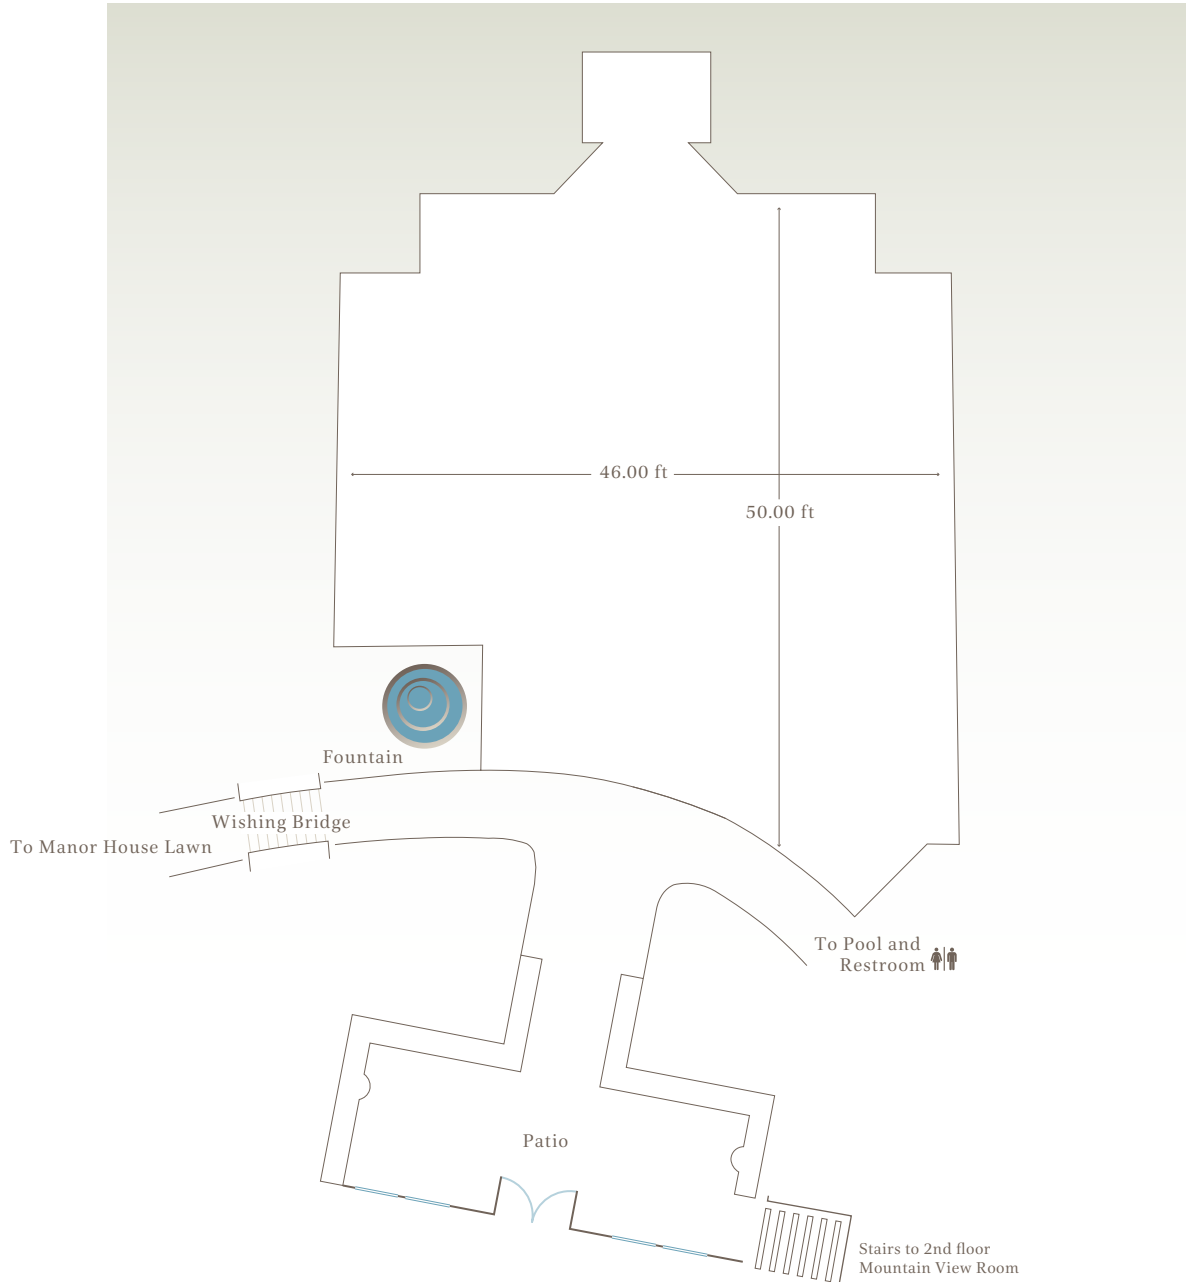 46.00 ft
50.00 ft
Fountain
Wishing Bridge
To Manor House Lawn
To Pool and
Restroom
Patio
Stairs to 2nd floor
Mountain View Room